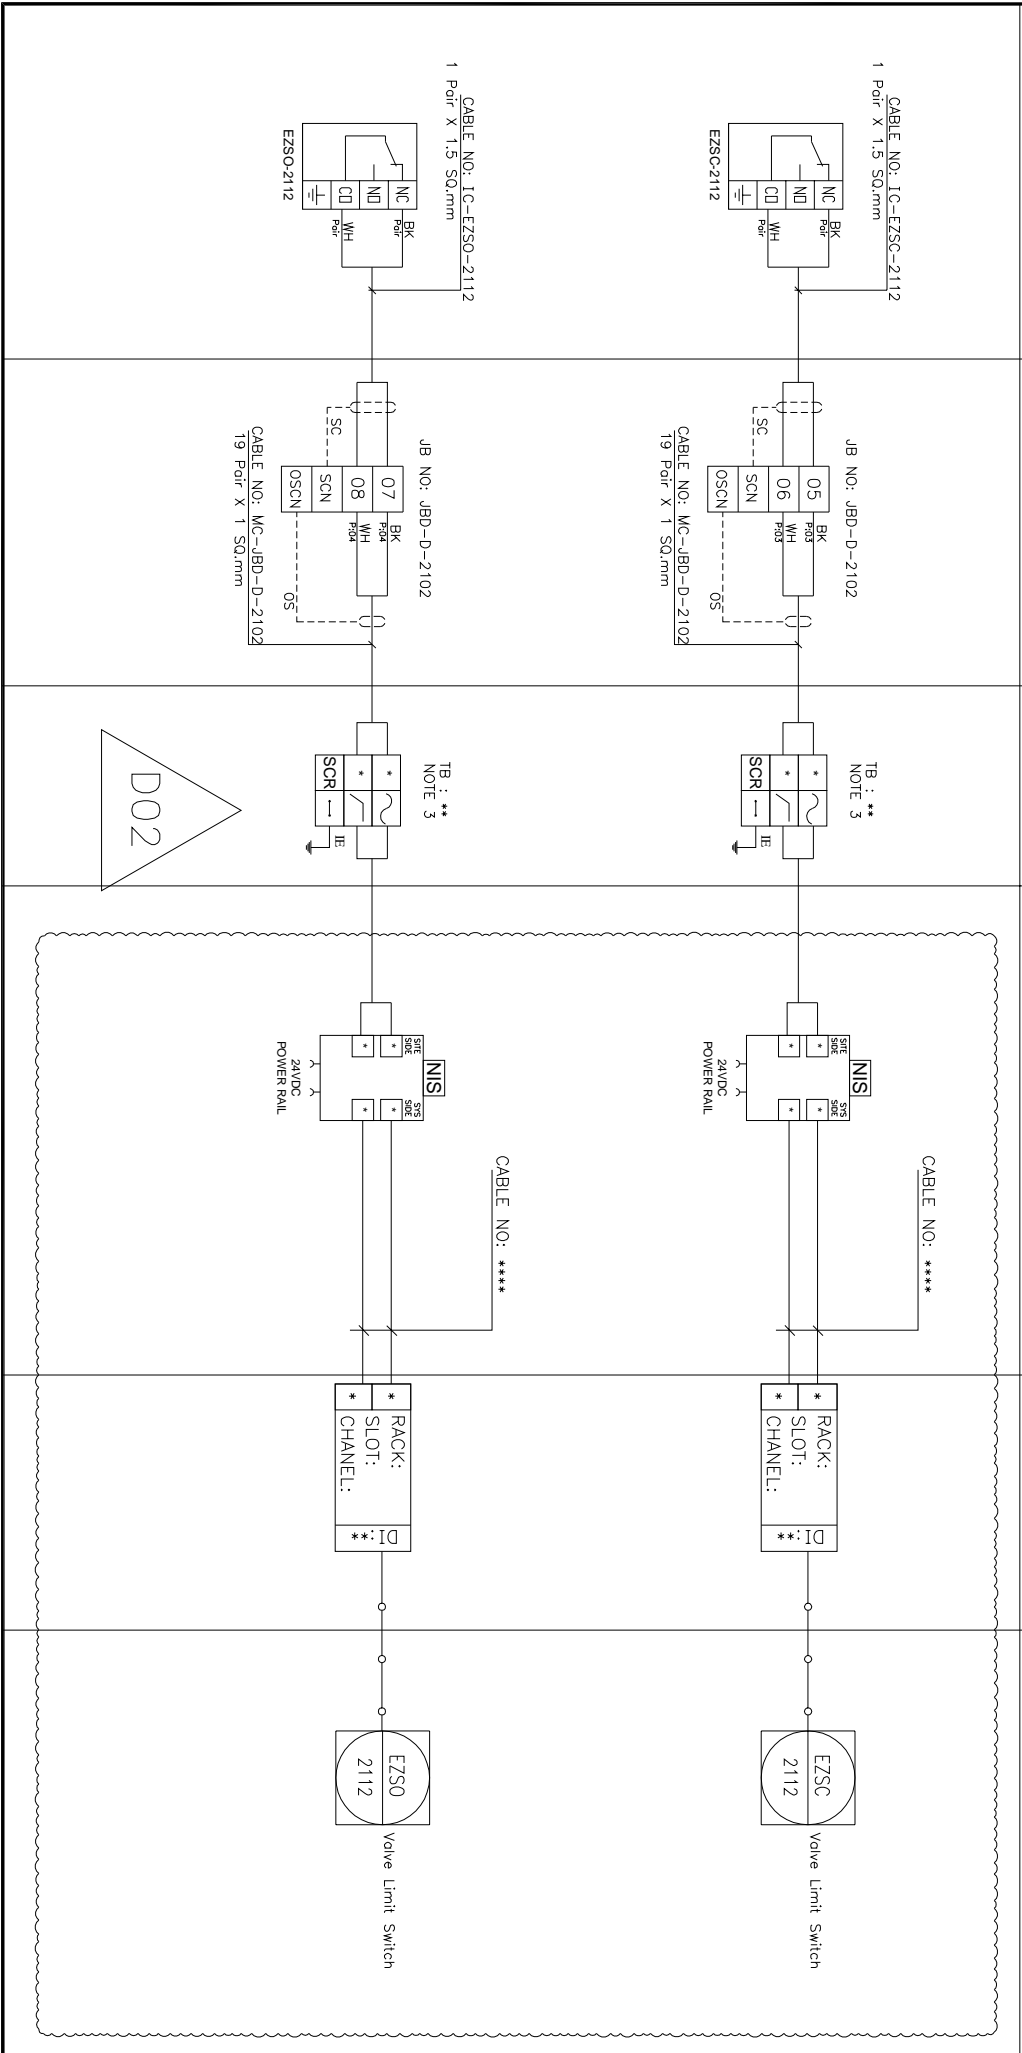 CABLE NO: IC-EZSC-2112
1 Pair X 1.5 SQ.mm
NC
NO
CO
BK
Pair
WH
Pair
EZSC-2112
JB NO: JBD-D-2102
05
06
SCN
OSCN
BK
P:03
WH
P:03
SC
OS
CABLE NO: MC-JBD-D-2102
19 Pair X 1 SQ.mm
TB : **
NOTE 3
*
*
SCR
IE
NIS
SITE SIDE
SYS SIDE
* *
* *
24VDC
POWER RAIL
CABLE NO: ****
*
*
RACK:
SLOT:
CHANEL:
DI:**
EZSC
2112
Valve Limit Switch
CABLE NO: IC-EZSO-2112
1 Pair X 1.5 SQ.mm
NC
NO
CO
BK
Pair
WH
Pair
EZSO-2112
JB NO: JBD-D-2102
07
08
SCN
OSCN
BK
P:04
WH
P:04
SC
OS
CABLE NO: MC-JBD-D-2102
19 Pair X 1 SQ.mm
TB : **
NOTE 3
*
*
SCR
IE
NIS
SITE SIDE
SYS SIDE
* *
* *
24VDC
POWER RAIL
CABLE NO: ****
*
*
RACK:
SLOT:
CHANEL:
DI:**
EZSO
2112
Valve Limit Switch
D02